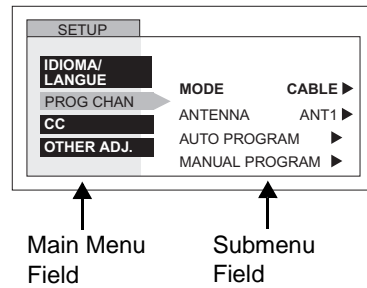 SETUP
IDIOMA/
LANGUE
PROG CHAN
CC
OTHER ADJ.
MODE CABLE ▶
ANTENNA ANT1 ▶
AUTO PROGRAM ▶
MANUAL PROGRAM ▶
Main Menu
Field
Submenu
Field